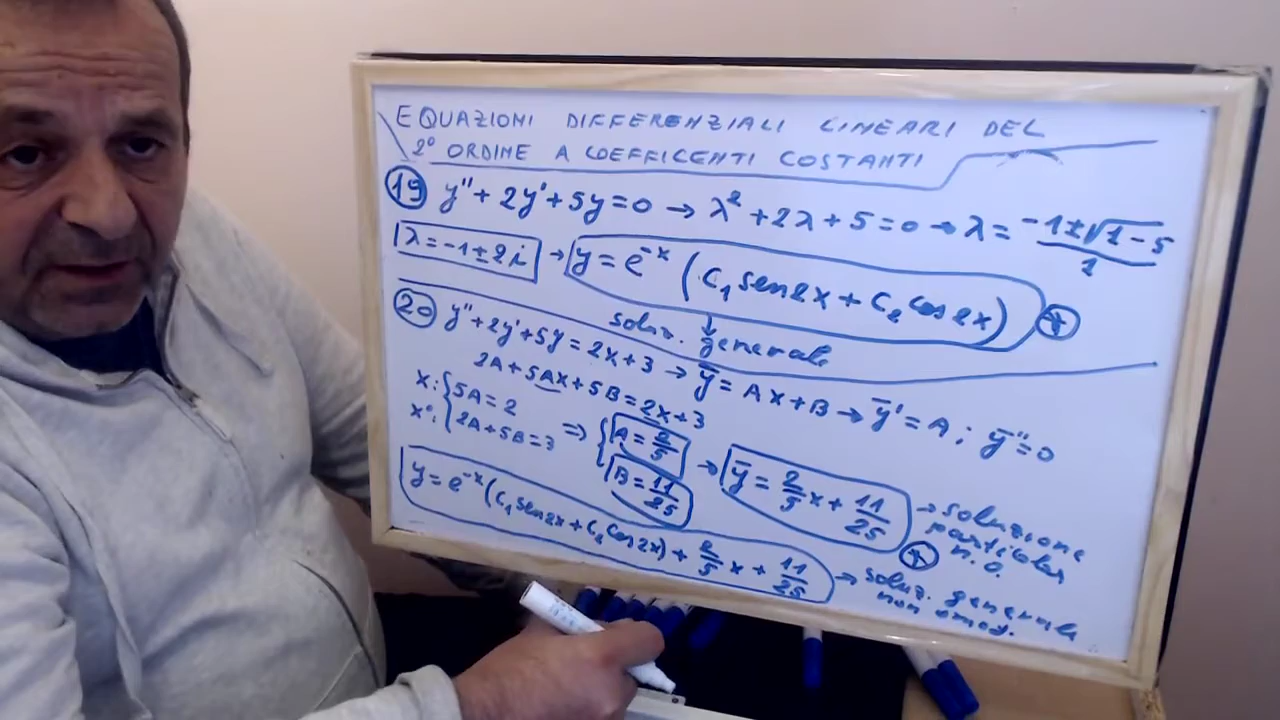 EQUAZIONI DIFFERENZIALI LINEARI DEL
2° ORDINE A COEFFICENTI COSTANTI
19 y'' + 2y' + 5y = 0 → λ² + 2λ + 5 = 0 → λ = (-1 ± √1-5)/1
λ = -1 ± 2i → y = e^-x (C₁ sen2x + C₂ cos2x) *
soluz. generale
20 y'' + 2y' + 5y = 2x + 3 → ȳ = Ax + B → ȳ' = A ; ȳ'' = 0
2A + 5Ax + 5B = 2x + 3
x: { 5A = 2
x°: { 2A + 5B = 3 => { A = 2/5
B = 11/25 → ȳ = 2/5 x + 11/25 → soluzione
particolar
n. o.
y = e^-x (C₁ sen2x + C₂ cos2x) + 2/5 x + 11/25 → soluz. generale
non omog.